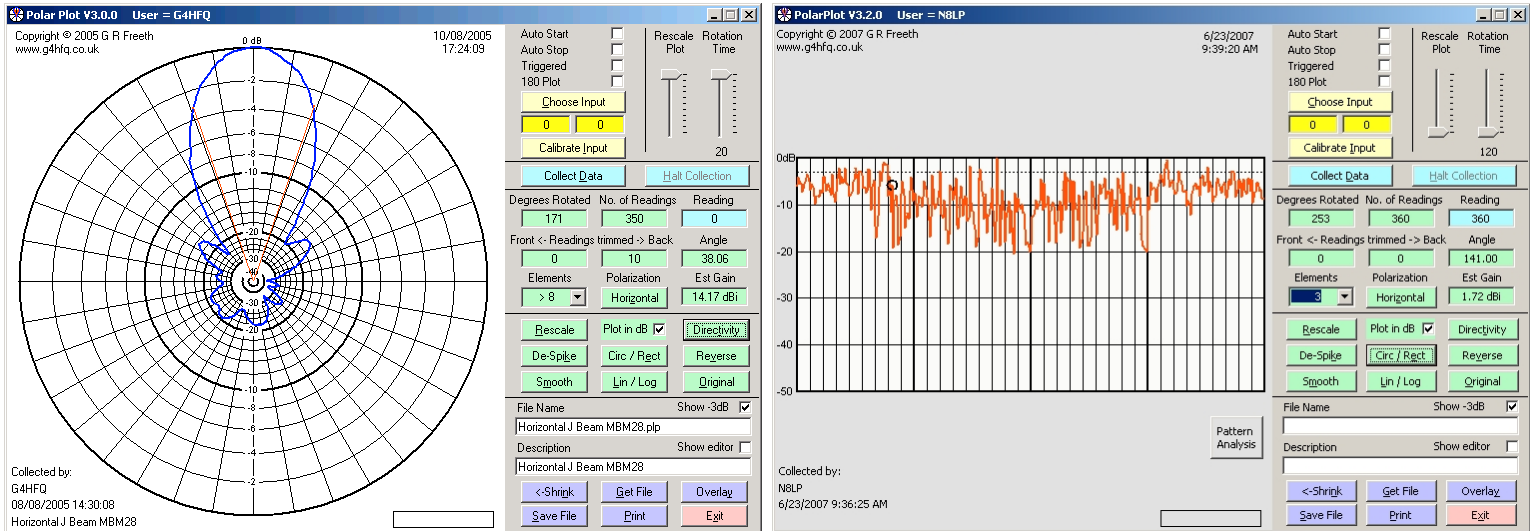 Polar Plot V3.0.0 User = G4HFQ
Copyright © 2005 G R Freeth
www.g4hfq.co.uk
10/08/2005
17:24:09
0 dB
-2
-4
-6
-8
-10
-20
-30
-40
-30
-20
-10
-8
-6
-4
-2
Collected by:
G4HFQ
08/08/2005 14:30:08
Horizontal J Beam MBM28
Auto Start
Auto Stop
Triggered
180 Plot
Choose Input
0 0
Calibrate Input
Rescale Plot
Rotation Time
20
Collect Data Halt Collection
Degrees Rotated No. of Readings Reading
171 350 0
Front <- Readings trimmed -> Back Angle
0 10 38.06
Elements Polarization Est Gain
> 8 Horizontal 14.17 dBi
Rescale Plot in dB Directivity
De-Spike Circ / Rect Reverse
Smooth Lin / Log Original
File Name Show -3dB
Horizontal J Beam MBM28.plp
Description Show editor
Horizontal J Beam MBM28
<-Shrink Get File Overlay
Save File Print Exit
PolarPlot V3.2.0 User = N8LP
Copyright © 2007 G R Freeth
www.g4hfq.co.uk
6/23/2007
9:39:20 AM
0dB
-10
-20
-30
-40
-50
Pattern
Analysis
Collected by:
N8LP
6/23/2007 9:36:25 AM
Auto Start
Auto Stop
Triggered
180 Plot
Choose Input
0 0
Calibrate Input
Rescale Plot
Rotation Time
120
Collect Data Halt Collection
Degrees Rotated No. of Readings Reading
253 360 360
Front <- Readings trimmed -> Back Angle
0 0 141.00
Elements Polarization Est Gain
3 Horizontal 1.72 dBi
Rescale Plot in dB Directivity
De-Spike Circ / Rect Reverse
Smooth Lin / Log Original
File Name Show -3dB
Description Show editor
<-Shrink Get File Overlay
Save File Print Exit